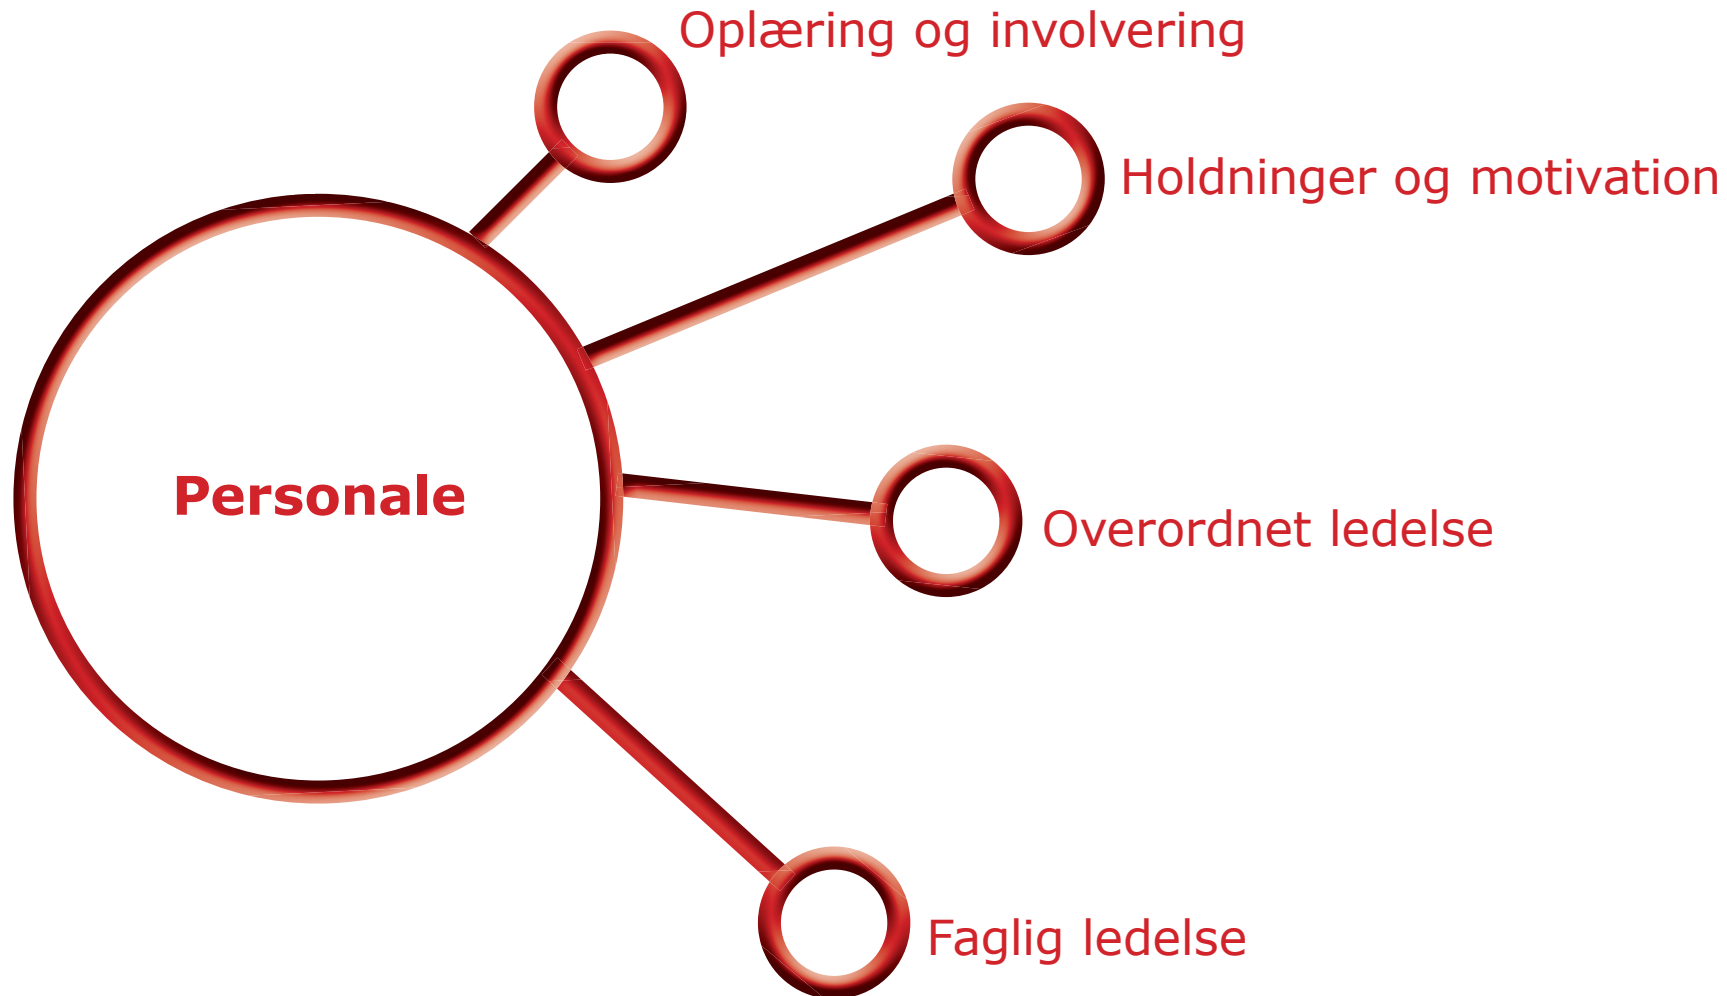 Oplæring og involvering
Holdninger og motivation
Personale
Overordnet ledelse
Faglig ledelse